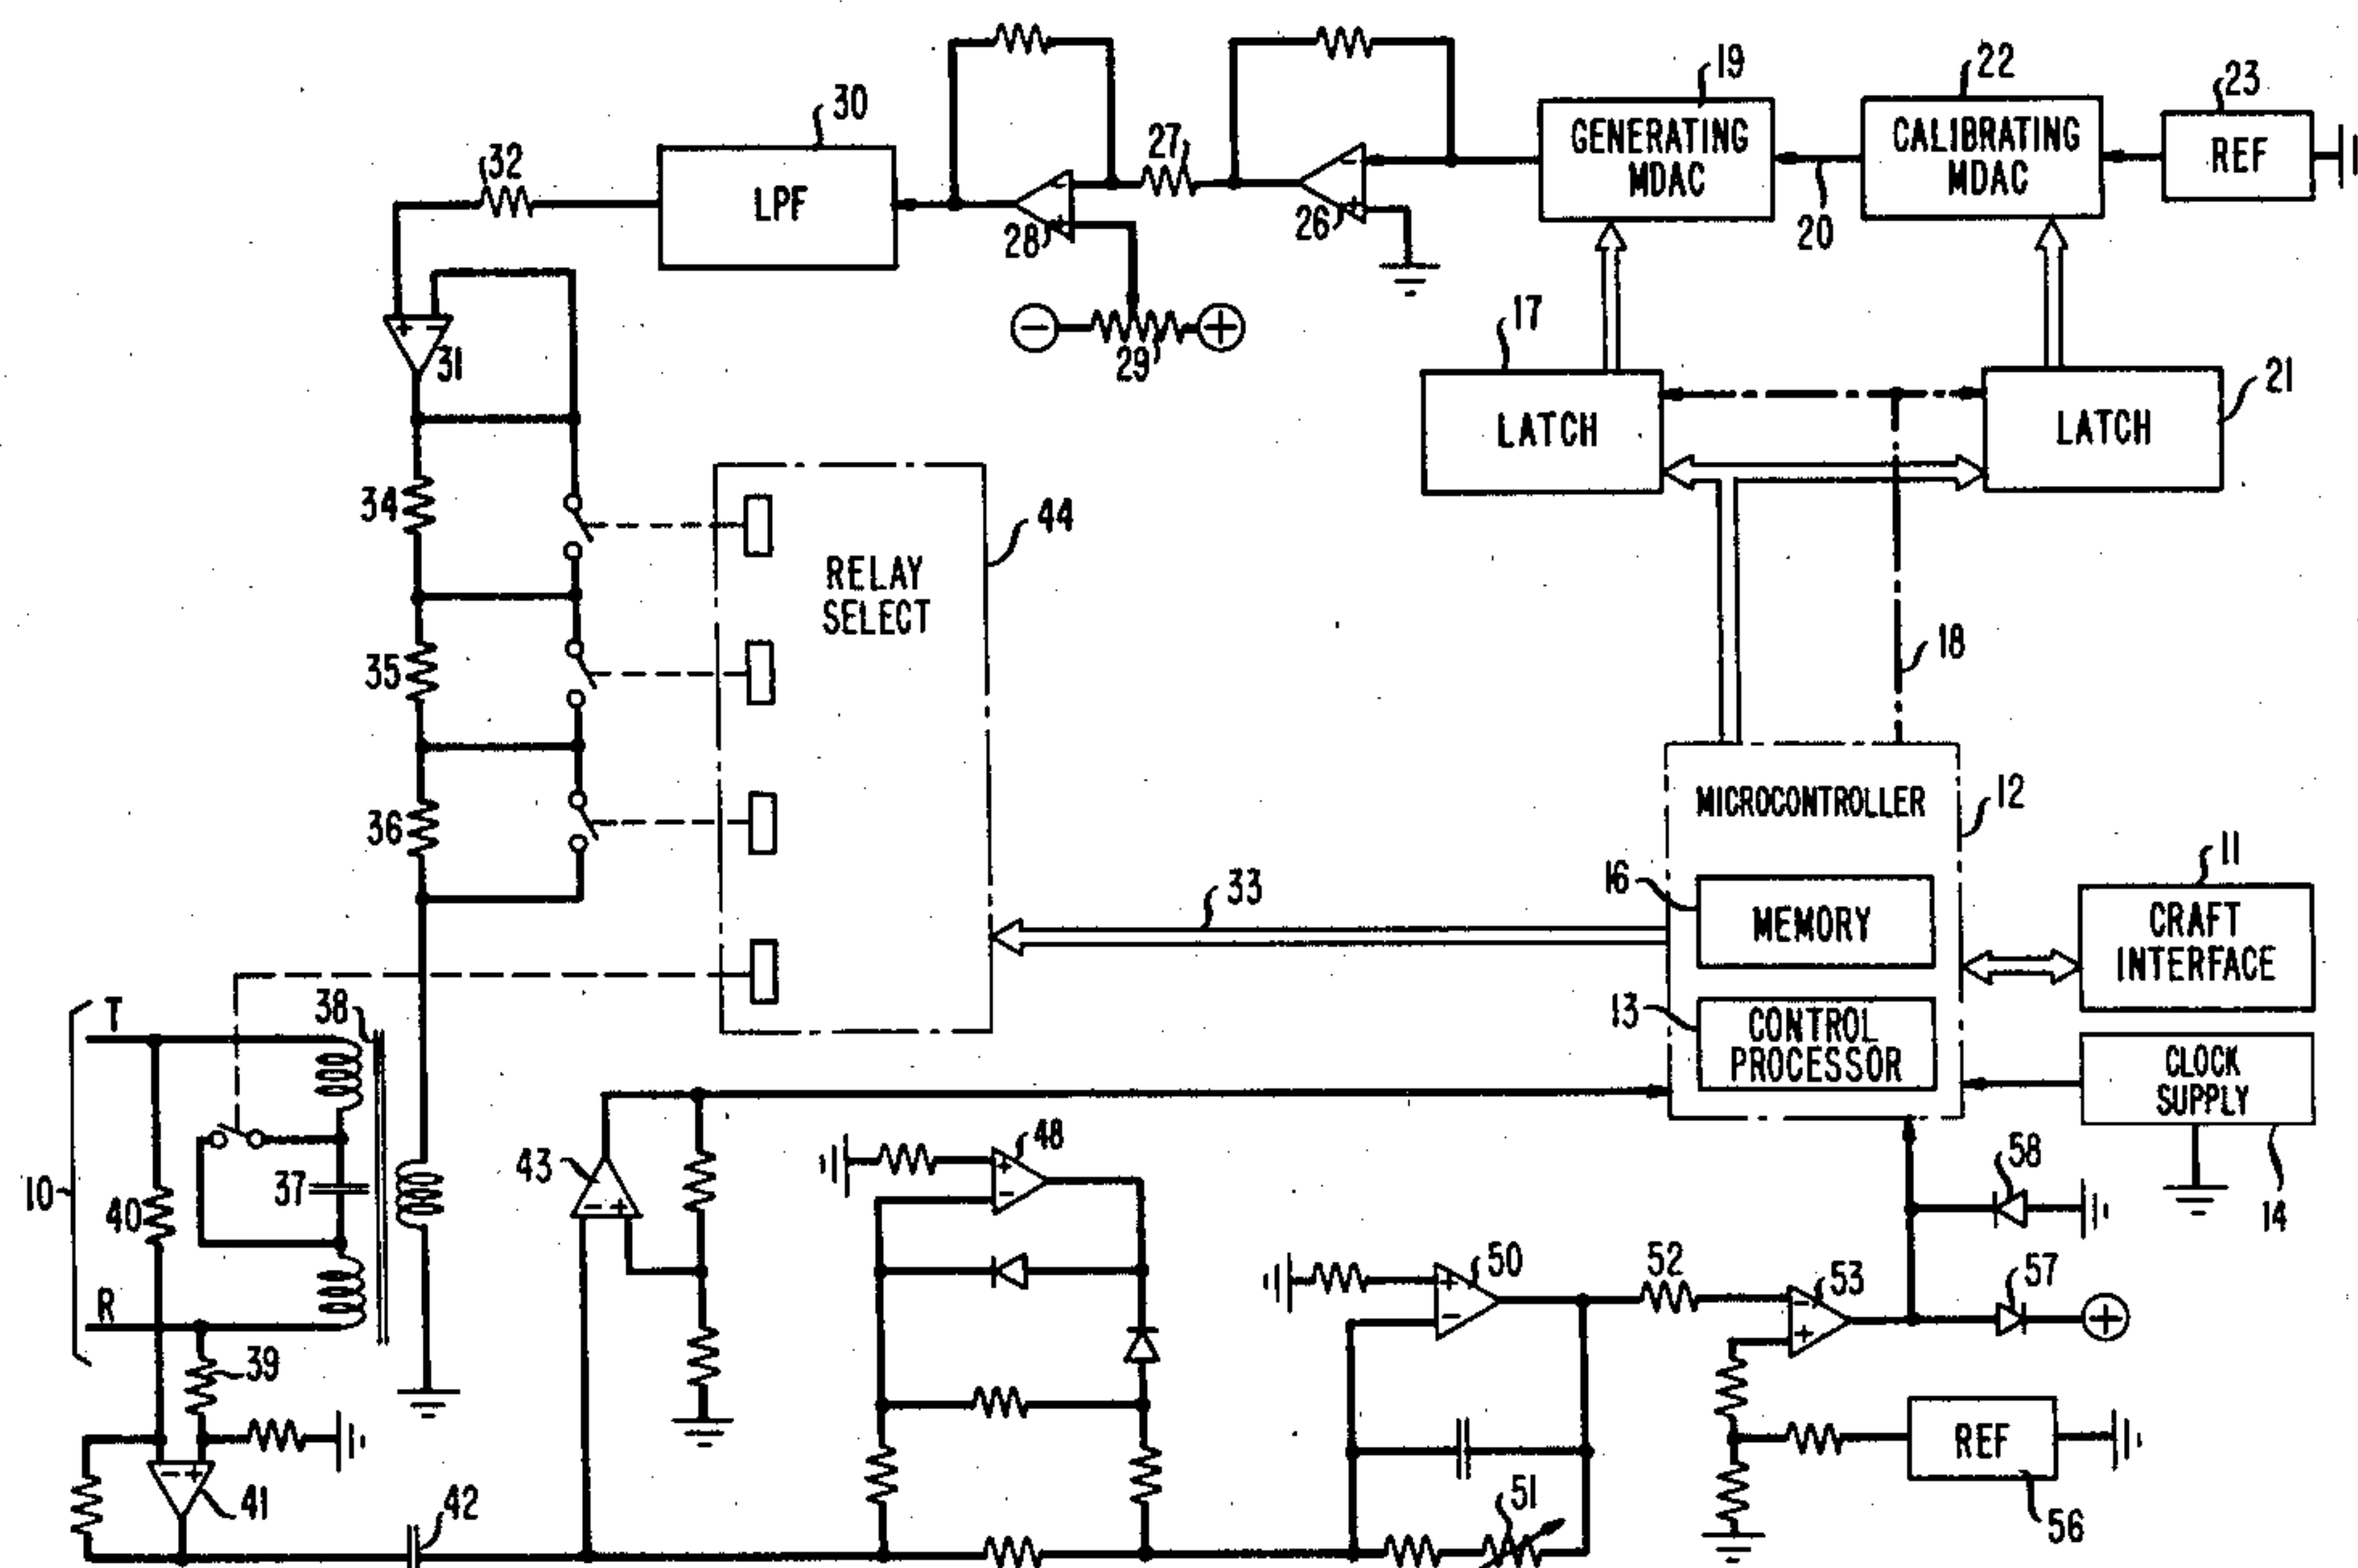 19
22
23
GENERATING
MDAC
CALIBRATING
MDAC
REF
20
30
LPF
32
27
28
26
+
-
29
-
+
+ -
31
17
LATCH
21
LATCH
18
34
35
36
RELAY
SELECT
44
33
MICROCONTROLLER
12
16
MEMORY
13
CONTROL
PROCESSOR
11
CRAFT
INTERFACE
CLOCK
SUPPLY
14
T
38
10
40
37
R
39
- +
41
42
43
- +
48
+
-
50
+
-
51
52
53
-
+
58
57
+
REF
56